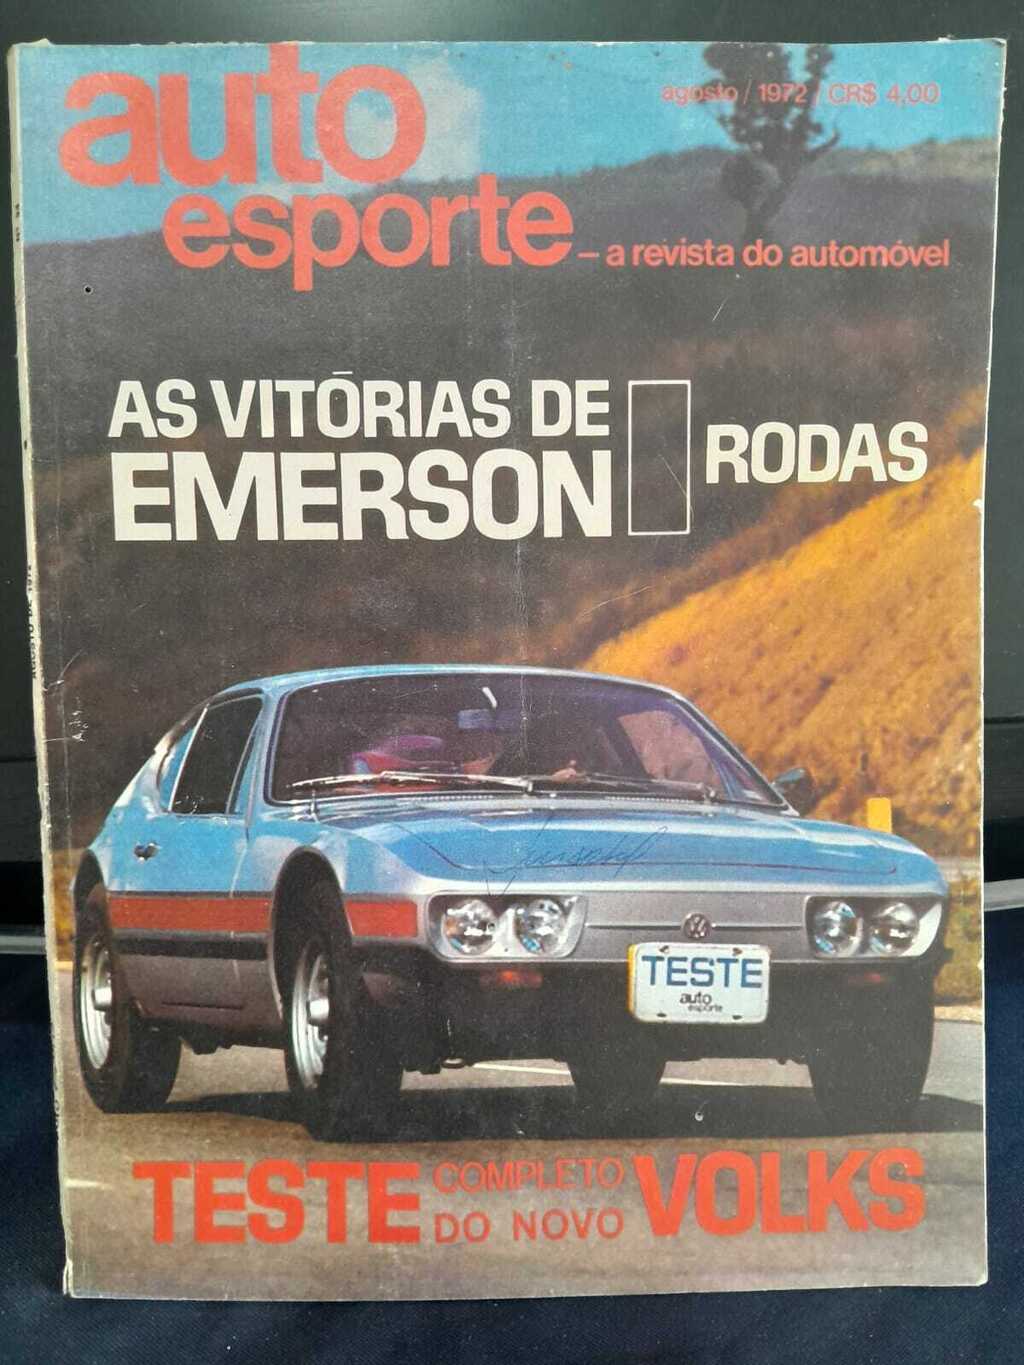 auto
esporte
agosto / 1972 / CR$ 4,00
– a revista do automóvel
AS VITÓRIAS DE
EMERSON
RODAS
TESTE
auto
esporte
TESTE COMPLETO DO NOVO VOLKS